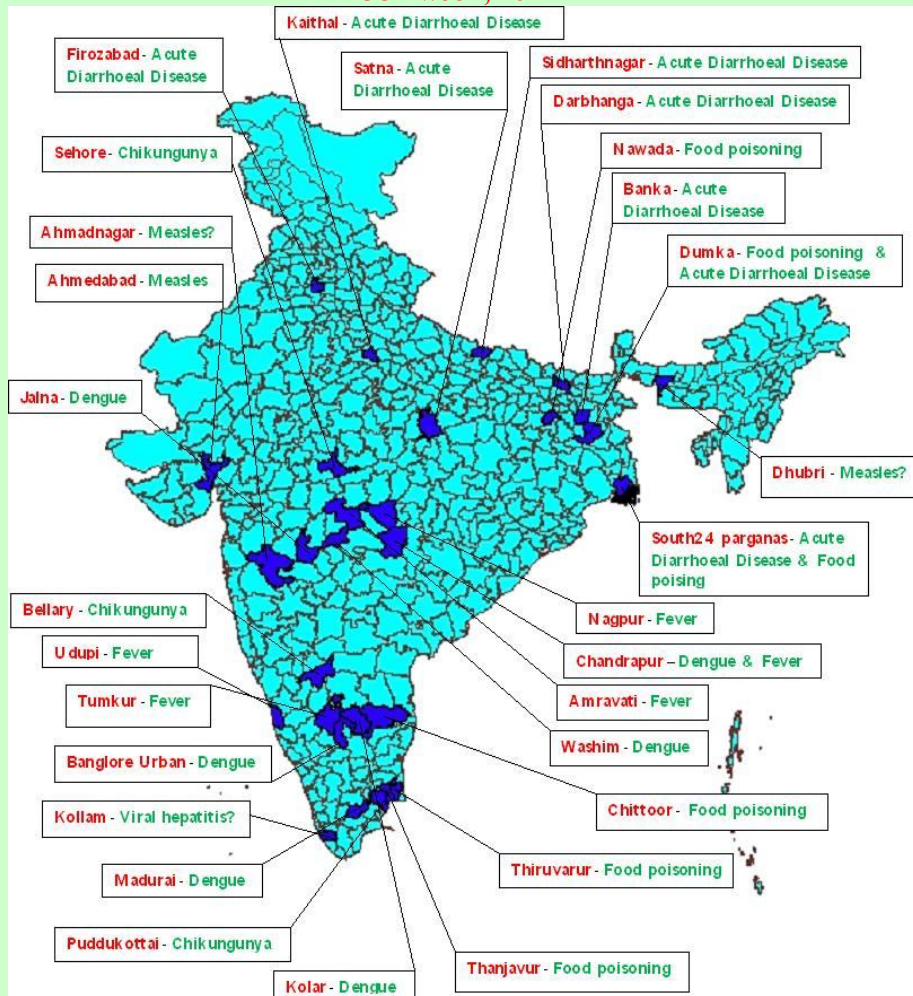 Kaithal - Acute Diarrhoeal Disease
Firozabad - Acute
Diarrhoeal Disease
Satna - Acute
Diarrhoeal Disease
Sidharthnagar - Acute Diarrhoeal Disease
Darbhanga - Acute Diarrhoeal Disease
Sehore - Chikungunya
Nawada - Food poisoning
Banka - Acute
Diarrhoeal Disease
Ahmadnagar - Measles?
Dumka - Food poisoning &
Acute Diarrhoeal Disease
Ahmedabad - Measles
Jalna - Dengue
Dhubri - Measles?
South24 parganas - Acute
Diarrhoeal Disease & Food
poising
Bellary - Chikungunya
Nagpur - Fever
Udupi - Fever
Chandrapur – Dengue & Fever
Tumkur - Fever
Amravati - Fever
Washim - Dengue
Banglore Urban - Dengue
Kollam - Viral hepatitis?
Chittoor - Food poisoning
Madurai - Dengue
Thiruvarur - Food poisoning
Puddukottai - Chikungunya
Thanjavur - Food poisoning
Kolar - Dengue